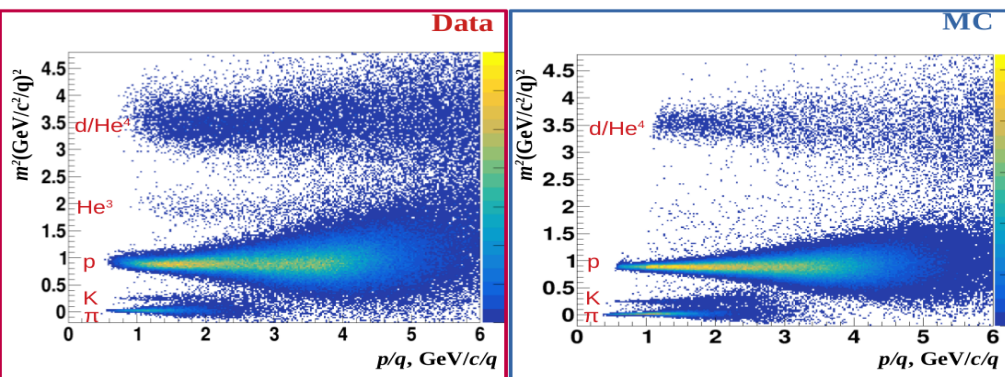 Data
m²(GeV/c²/q)²
4.5
4
3.5
3
2.5
2
1.5
1
0.5
0
d/He⁴
He³
p
K
π
0 1 2 3 4 5 6
p/q, GeV/c/q
MC
m²(GeV/c²/q)²
4.5
4
3.5
3
2.5
2
1.5
1
0.5
0
d/He⁴
p
K
π
0 1 2 3 4 5 6
p/q, GeV/c/q